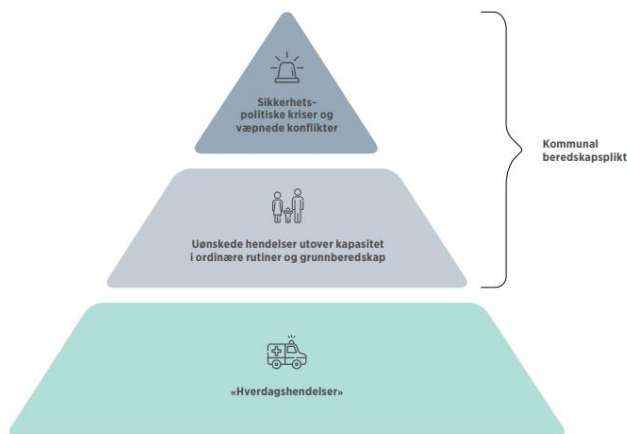 Sikkerhets-
politiske kriser og
væpnede konflikter
Kommunal
beredskapsplikt
Uønskede hendelser utover kapasitet
i ordinære rutiner og grunnberedskap
«Hverdagshendelser»